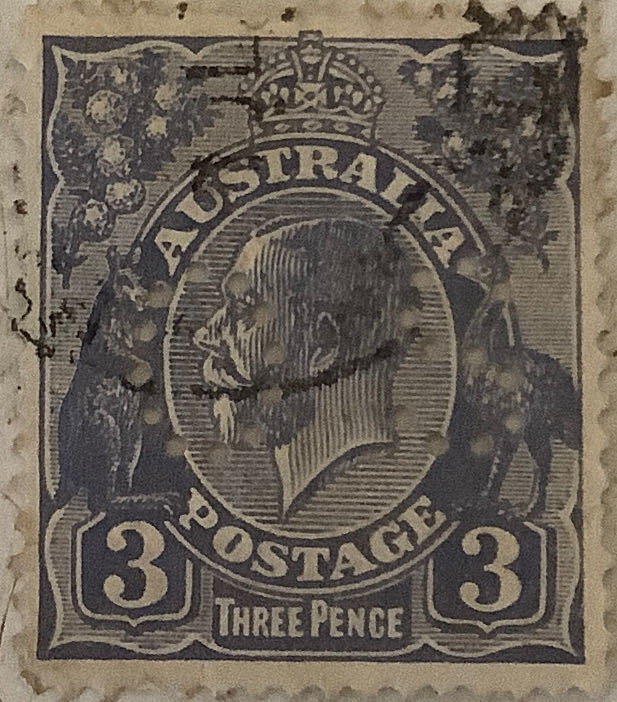 AUSTRALIA
POSTAGE
3 3
THREE PENCE